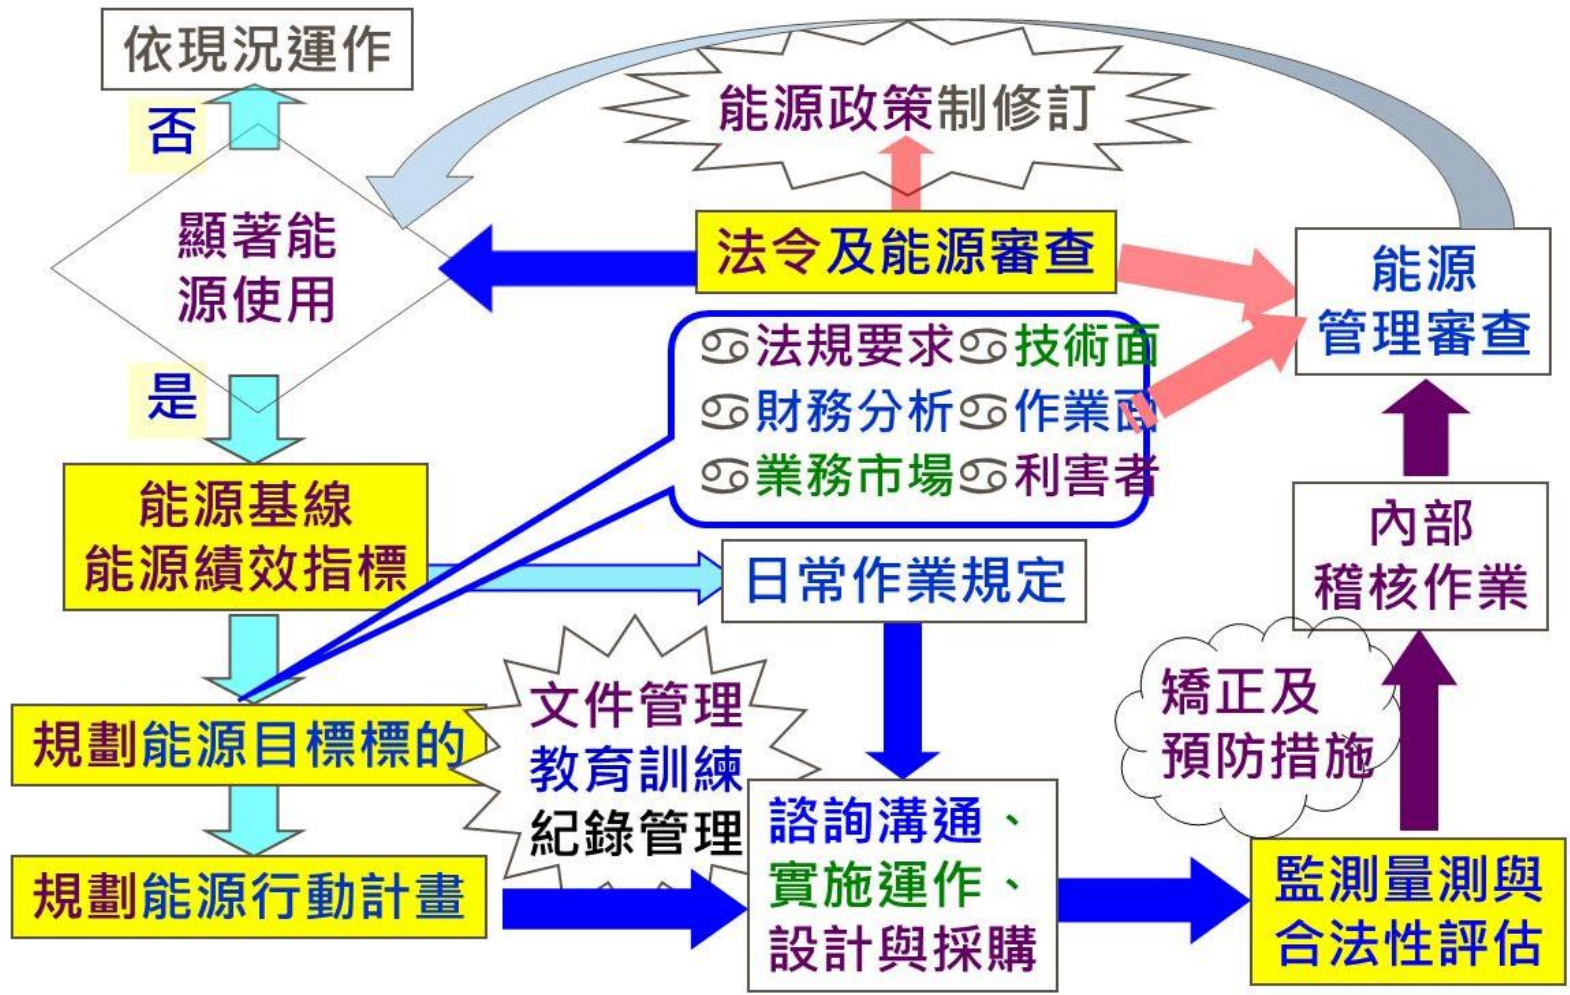 依現況運作
否
能源政策制修訂
顯著能
源使用
法令及能源審查
能源
管理審查
是
♋法規要求♋技術面
♋財務分析♋作業面
♋業務市場♋利害者
能源基線
能源績效指標
日常作業規定
內部
稽核作業
規劃能源目標標的
文件管理
教育訓練
紀錄管理
矯正及
預防措施
規劃能源行動計畫
諮詢溝通、
實施運作、
設計與採購
監測量測與
合法性評估